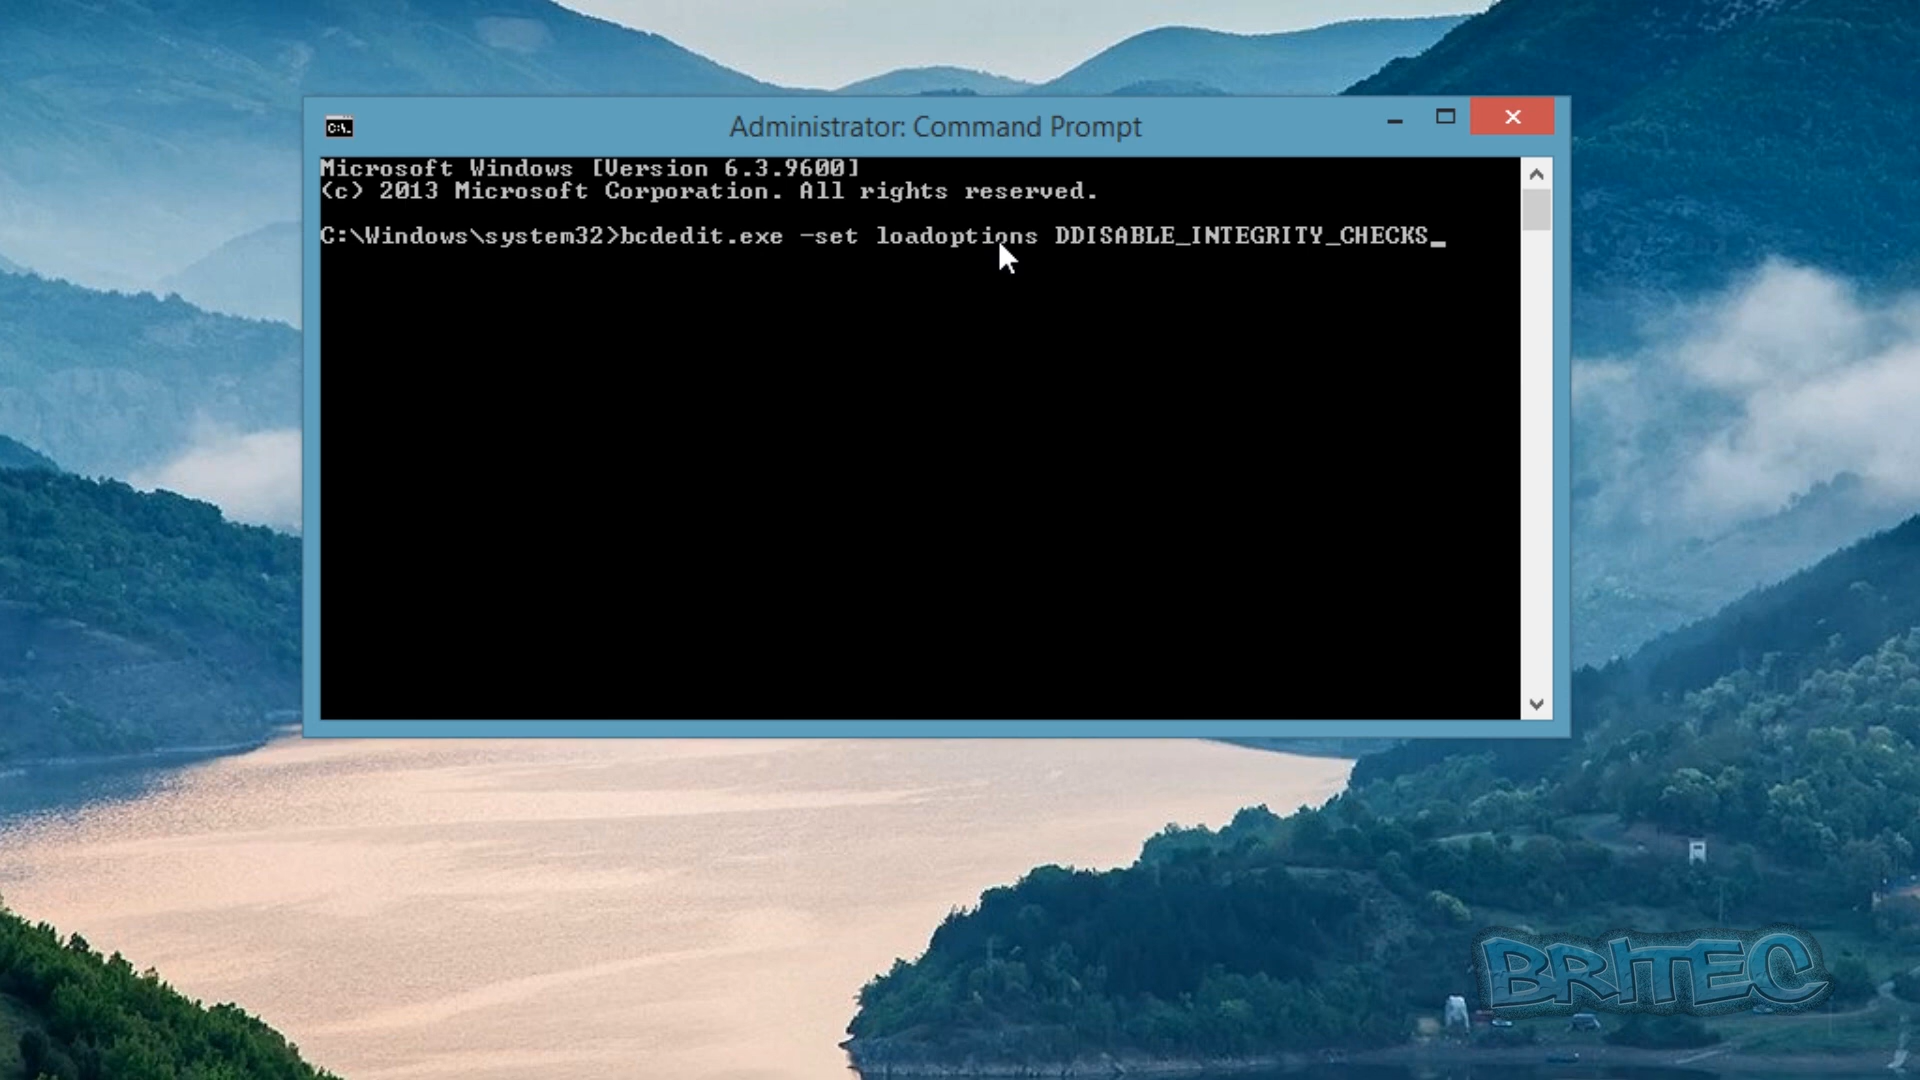 Administrator: Command Prompt
Microsoft Windows [Version 6.3.9600]
(c) 2013 Microsoft Corporation. All rights reserved.
C:\Windows\system32>bcdedit.exe -set loadoptions DDISABLE_INTEGRITY_CHECKS_
BRITEC